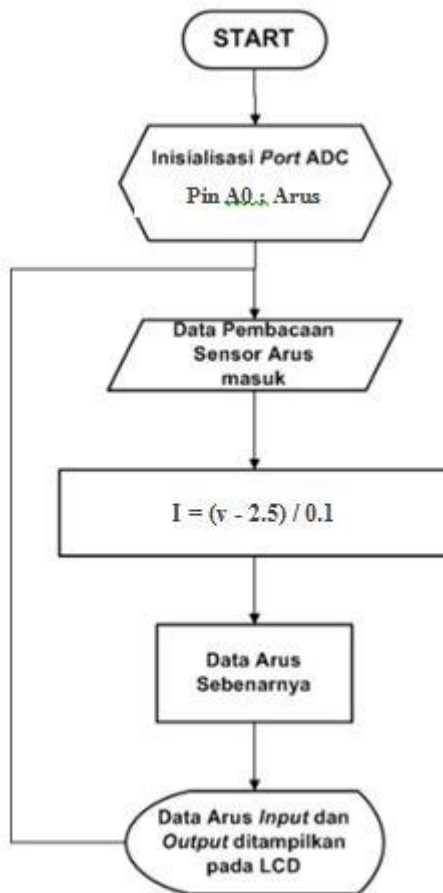 START
Inisialisasi Port ADC
Pin A0 : Arus
Data Pembacaan
Sensor Arus
masuk
I = (v - 2.5) / 0.1
Data Arus
Sebenarnya
Data Arus Input dan
Output ditampilkan
pada LCD